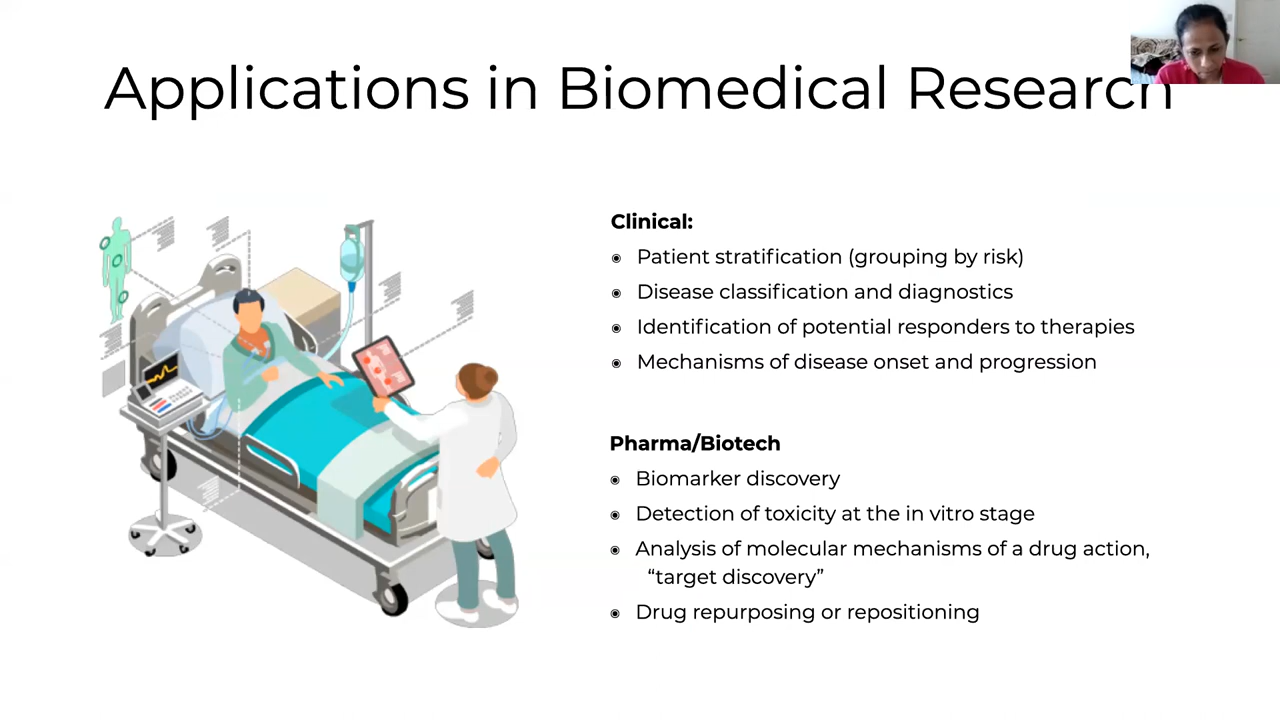 Applications in Biomedical Research
Clinical:
Patient stratification (grouping by risk)
Disease classification and diagnostics
Identification of potential responders to therapies
Mechanisms of disease onset and progression
Pharma/Biotech
Biomarker discovery
Detection of toxicity at the in vitro stage
Analysis of molecular mechanisms of a drug action,
“target discovery”
Drug repurposing or repositioning